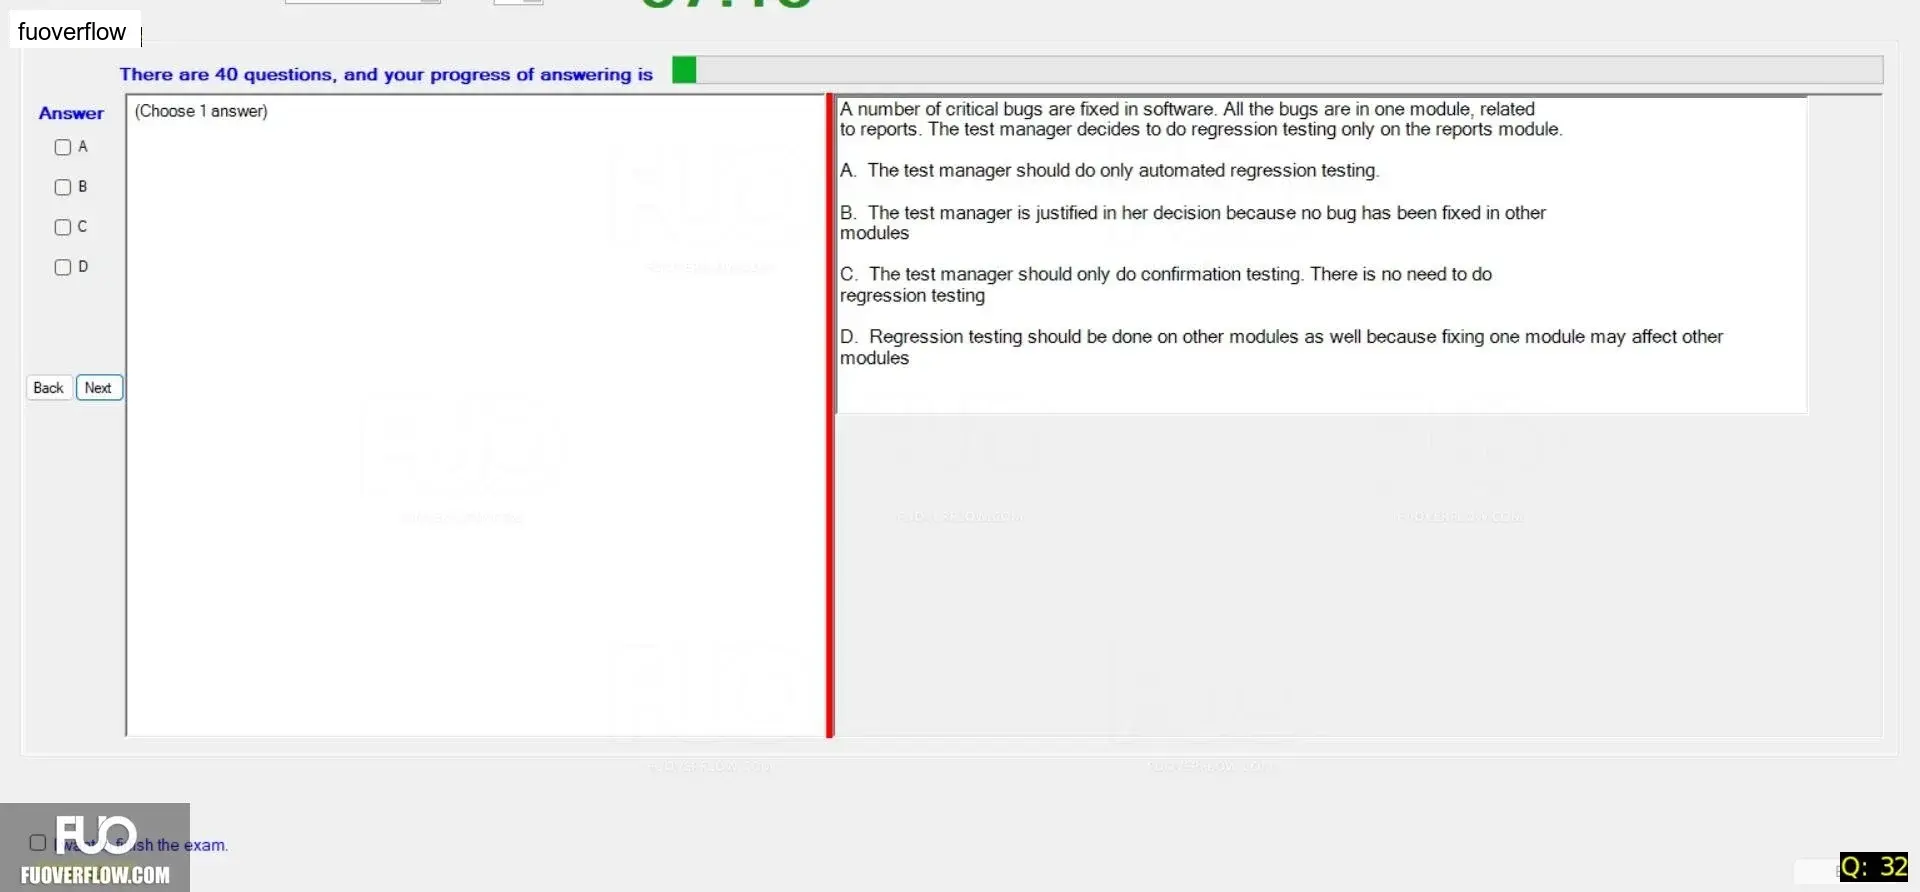 fuoverflow
There are 40 questions, and your progress of answering is
Answer
(Choose 1 answer)
A
B
C
D
Back
Next
A number of critical bugs are fixed in software. All the bugs are in one module, related
to reports. The test manager decides to do regression testing only on the reports module.
A. The test manager should do only automated regression testing.
B. The test manager is justified in her decision because no bug has been fixed in other
modules
C. The test manager should only do confirmation testing. There is no need to do
regression testing
D. Regression testing should be done on other modules as well because fixing one module may affect other
modules
the exam.
FUO
FUOVERFLOW.COM
Q: 32